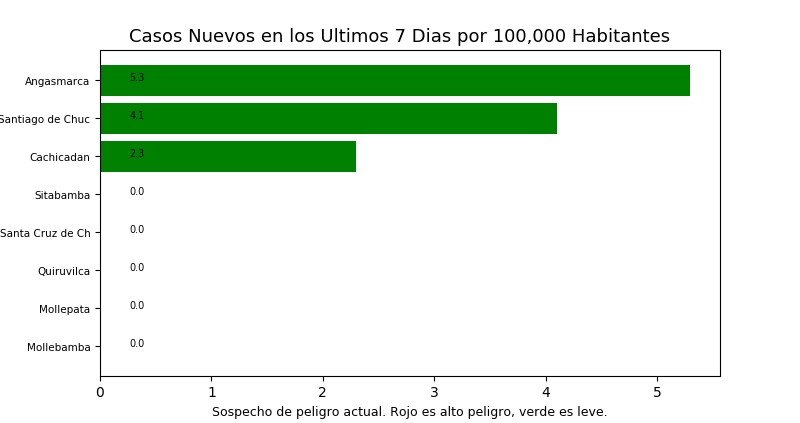 Casos Nuevos en los Ultimos 7 Dias por 100,000 Habitantes
Angasmarca 5.3
Santiago de Chuc 4.1
Cachicadan 2.3
Sitabamba 0.0
Santa Cruz de Ch 0.0
Quiruvilca 0.0
Mollepata 0.0
Mollebamba 0.0
0 1 2 3 4 5
Sospecho de peligro actual. Rojo es alto peligro, verde es leve.